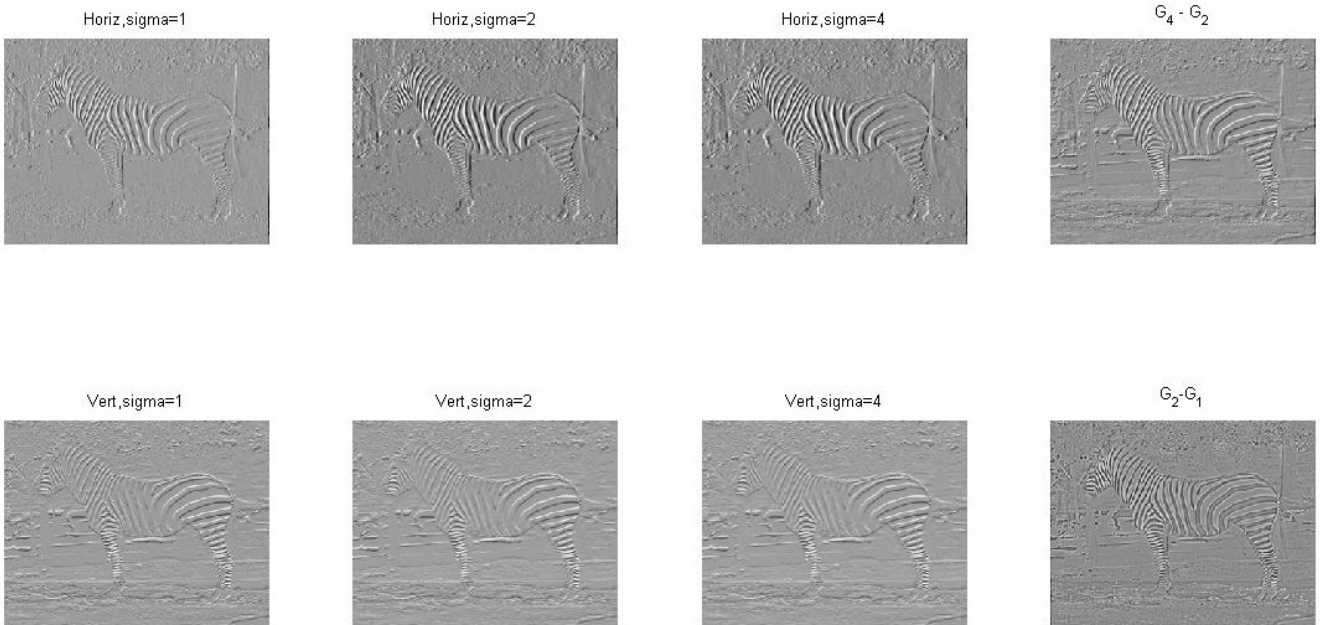 Horiz,sigma=1
Horiz,sigma=2
Horiz,sigma=4
G₄ - G₂
Vert,sigma=1
Vert,sigma=2
Vert,sigma=4
G₂-G₁